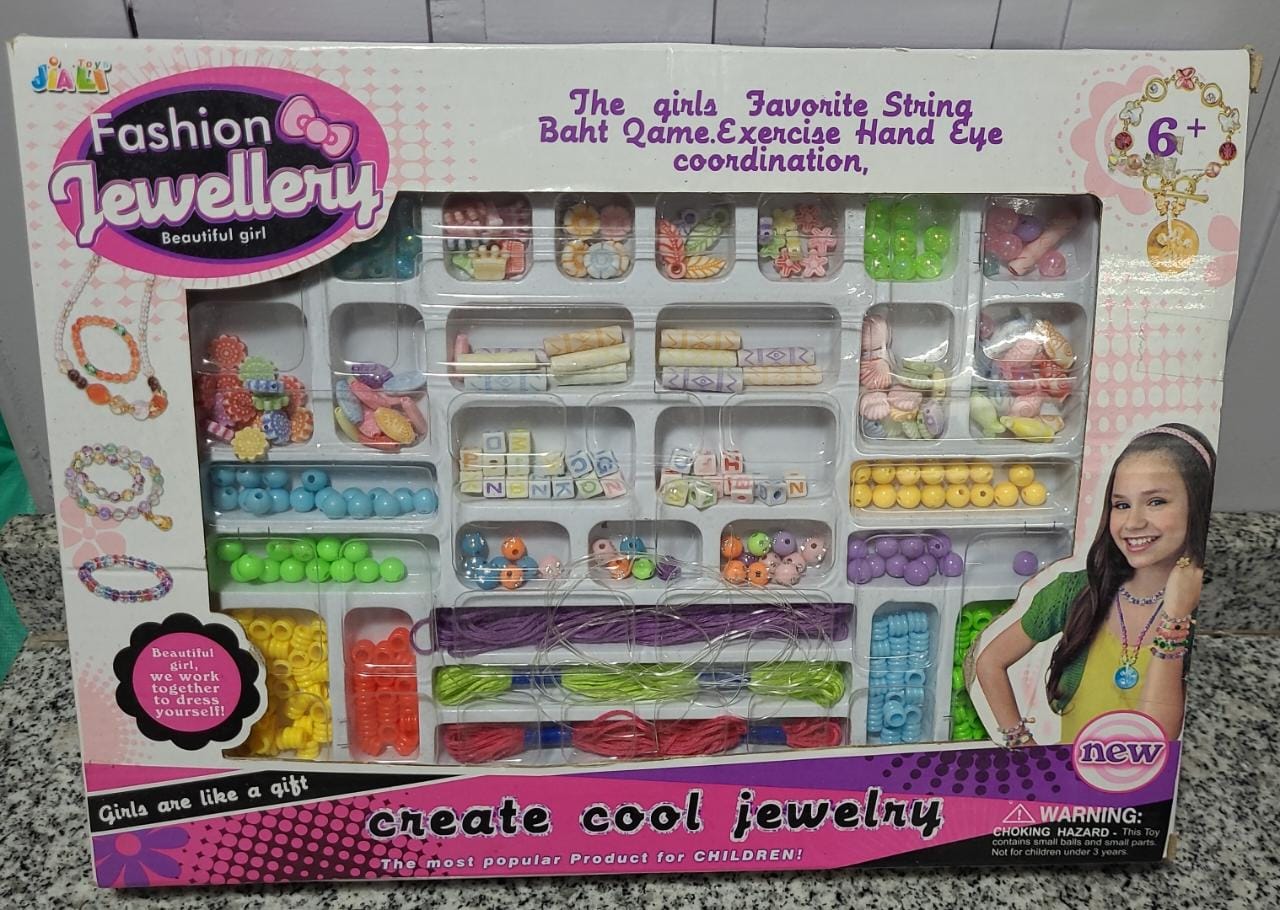 JIALI Toys
Fashion
Jewellery
Beautiful girl
The girls Favorite String
Baht Qame.Exercise Hand Eye
coordination,
6+
Beautiful
girl,
we work
together
to dress
yourself!
new
Girls are like a gift
create cool jewelry
The most popular Product for CHILDREN!
WARNING:
CHOKING HAZARD - This Toy
contains small balls and small parts.
Not for children under 3 years.